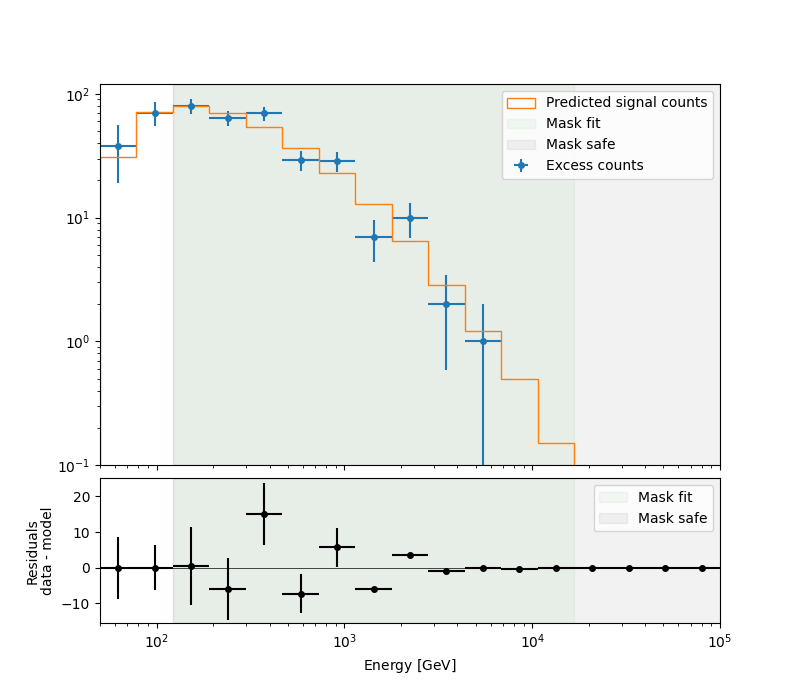 10²
10¹
10⁰
10⁻¹
Predicted signal counts
Mask fit
Mask safe
Excess counts
20
10
0
−10
Residuals
data - model
Mask fit
Mask safe
10²
10³
10⁴
10⁵
Energy [GeV]